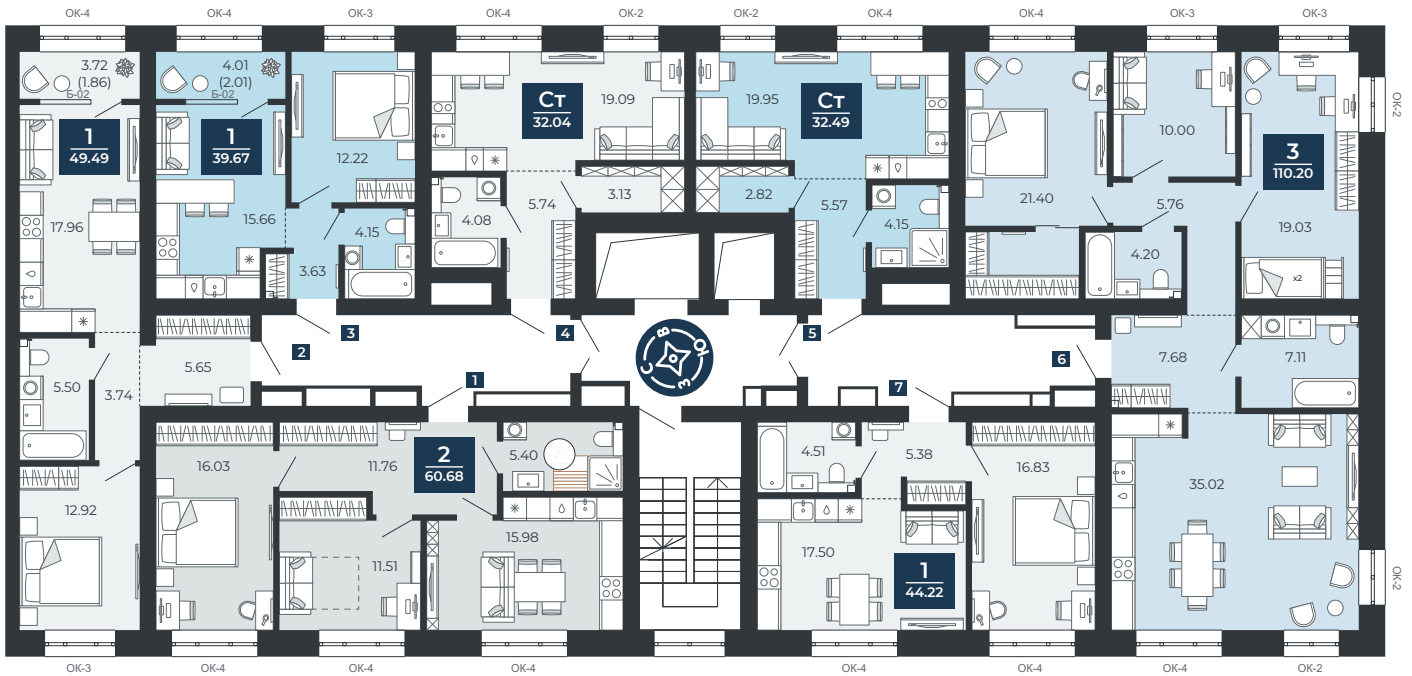 ОК-4
ОК-4
ОК-3
ОК-4
ОК-2
ОК-2
ОК-4
ОК-4
ОК-3
ОК-3
3.72
(1.86)
Б-02
4.01
(2.01)
Б-02
1
49.49
1
39.67
12.22
Ст
32.04
19.09
19.95
Ст
32.49
10.00
3
110.20
ОК-2
17.96
15.66
4.15
3.63
4.08
5.74
3.13
2.82
5.57
4.15
21.40
5.76
4.20
19.03
x2
3
2
4
С
В
Ю
З
5
6
5.50
3.74
5.65
1
7
7.68
7.11
16.03
11.76
2
60.68
5.40
4.51
5.38
16.83
35.02
12.92
11.51
15.98
17.50
1
44.22
ОК-2
ОК-3
ОК-4
ОК-4
ОК-4
ОК-4
ОК-4
ОК-4
ОК-2